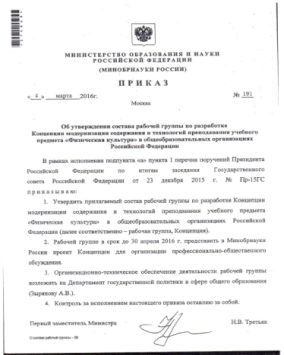 МИНИСТЕРСТВО ОБРАЗОВАНИЯ И НАУКИ
РОССИЙСКОЙ ФЕДЕРАЦИИ
(МИНОБРНАУКИ РОССИИ)
ПРИКАЗ
« 4 » марта 2016г.
№ 191
Москва
Об утверждении состава рабочей группы по разработке
Концепции модернизации содержания и технологий преподавания учебного
предмета «Физическая культура» в общеобразовательных организациях
Российской Федерации
В рамках исполнения подпункта «а» пункта 1 перечня поручений Президента
Российской Федерации по итогам заседания Государственного
совета Российской Федерации от 23 декабря 2015 г. № Пр-15ГС
приказываю:
1. Утвердить прилагаемый состав рабочей группы по разработке Концепции
модернизации содержания и технологий преподавания учебного предмета
«Физическая культура» в общеобразовательных организациях Российской
Федерации (далее соответственно – рабочая группа, Концепция).
2. Рабочей группе в срок до 30 апреля 2016 г. представить в Минобрнауки
России проект Концепции для организации профессионально-общественного
обсуждения.
3. Организационно-техническое обеспечение деятельности рабочей группы
возложить на Департамент государственной политики в сфере общего образования
(Зырянову А.В.).
4. Контроль за исполнением настоящего приказа оставляю за собой.
Первый заместитель Министра
Н.В. Третьяк
О составе рабочей группы - 08